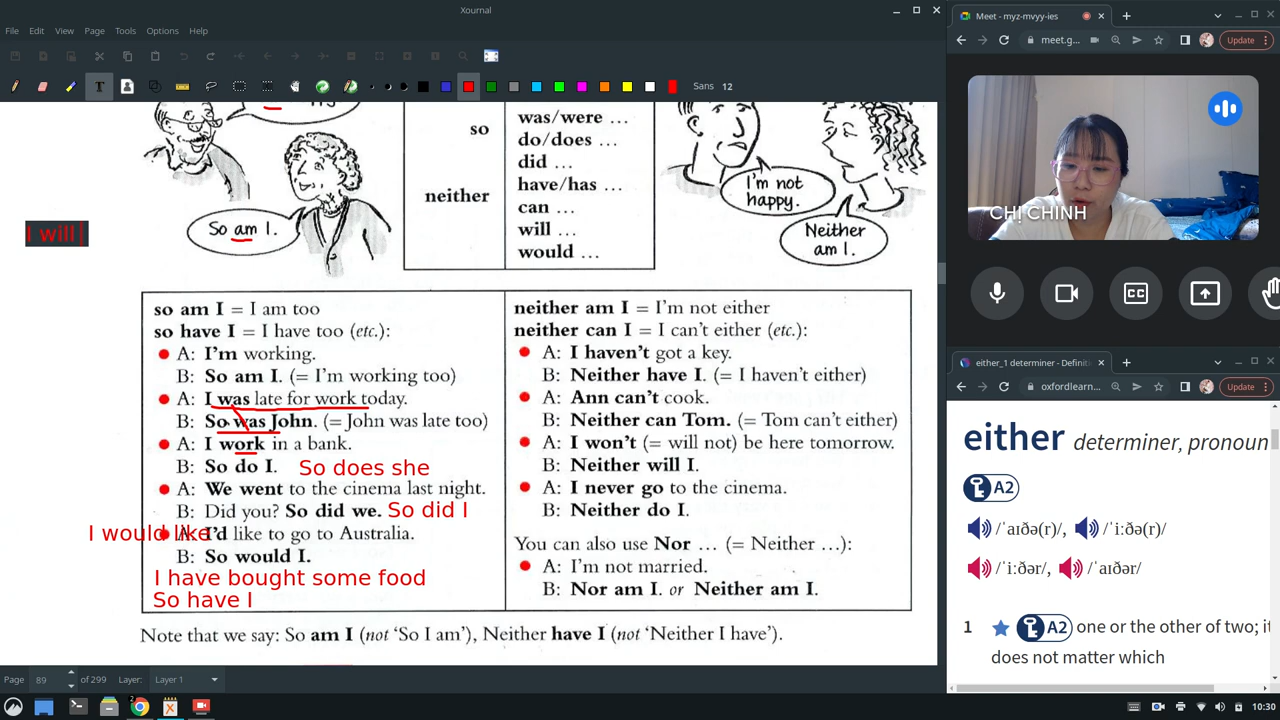 Xournal
File Edit View Page Tools Options Help
Sans 12
So am I.
so
neither
was/were ...
do/does ...
did ...
have/has ...
can ...
will ...
would ...
I'm not
happy.
Neither
am I.
I will
so am I = I am too
so have I = I have too (etc.):
A: I'm working.
B: So am I. (= I'm working too)
A: I was late for work today.
B: So was John. (= John was late too)
A: I work in a bank.
B: So do I. So does she
A: We went to the cinema last night.
B: Did you? So did we. So did I
I would like
A: I'd like to go to Australia.
B: So would I.
I have bought some food
So have I
neither am I = I'm not either
neither can I = I can't either (etc.):
A: I haven't got a key.
B: Neither have I. (= I haven't either)
A: Ann can't cook.
B: Neither can Tom. (= Tom can't either)
A: I won't (= will not) be here tomorrow.
B: Neither will I.
A: I never go to the cinema.
B: Neither do I.
You can also use Nor ... (= Neither ...):
A: I'm not married.
B: Nor am I. or Neither am I.
Note that we say: So am I (not 'So I am'), Neither have I (not 'Neither I have').
Page 89 of 299 Layer: Layer 1
Meet - myz-mvyy-ies
meet.g...
Update
CHỊ CHINH
CC
either_1 determiner - Definit
oxfordlearn...
Update
either determiner, pronoun
A2
/ˈaɪðə(r)/, /ˈiːðə(r)/
/ˈiːðər/, /ˈaɪðər/
1 A2 one or the other of two; it
does not matter which
2
10:30